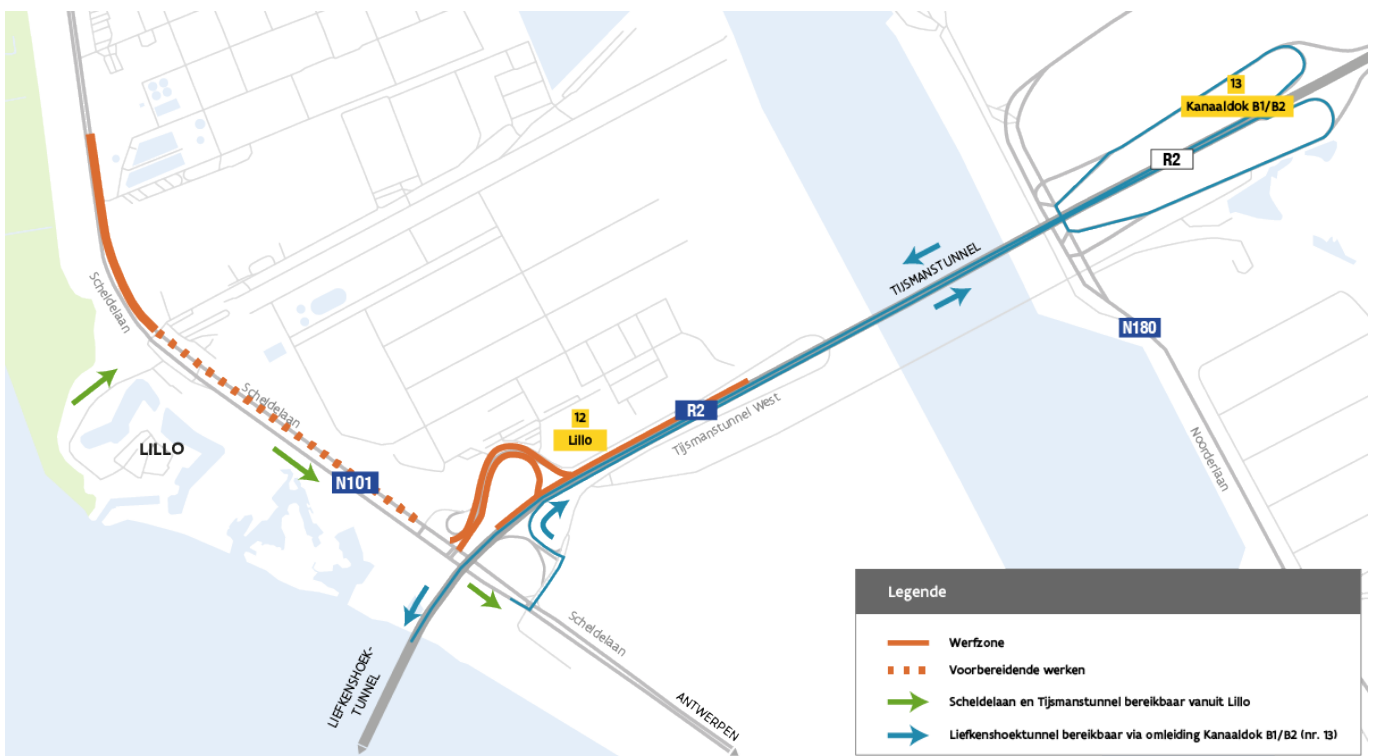 13
Kanaaldok B1/B2
R2
TIJSMANSTUNNEL
Scheldelaan
N180
Scheldelaan
12
Lillo
R2
Tijsmanstunnel West
LILLO
N101
Noorderlaan
Scheldelaan
LIEFKENSHOEK-
TUNNEL
ANTWERPEN
Legende
Werfzone
Voorbereidende werken
Scheldelaan en Tijsmanstunnel bereikbaar vanuit Lillo
Liefkenshoektunnel bereikbaar via omleiding Kanaaldok B1/B2 (nr. 13)